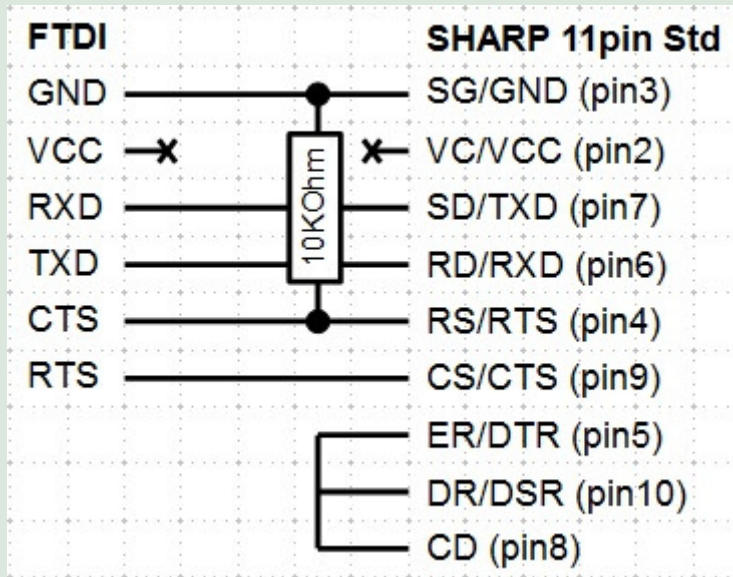 FTDI SHARP 11pin Std
GND SG/GND (pin3)
VCC VC/VCC (pin2)
RXD SD/TXD (pin7)
10KOhm
TXD RD/RXD (pin6)
CTS RS/RTS (pin4)
RTS CS/CTS (pin9)
ER/DTR (pin5)
DR/DSR (pin10)
CD (pin8)